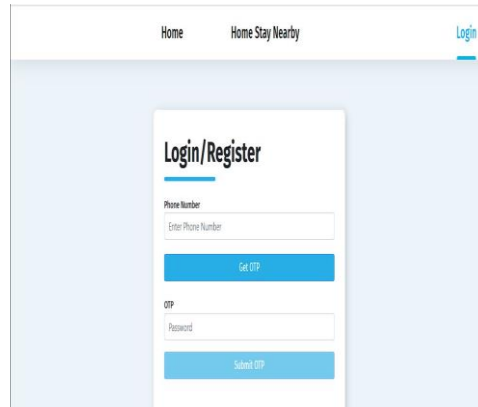 Home Home Stay Nearby Login
Login/Register
Phone Number
Enter Phone Number
Get OTP
OTP
Password
Submit OTP